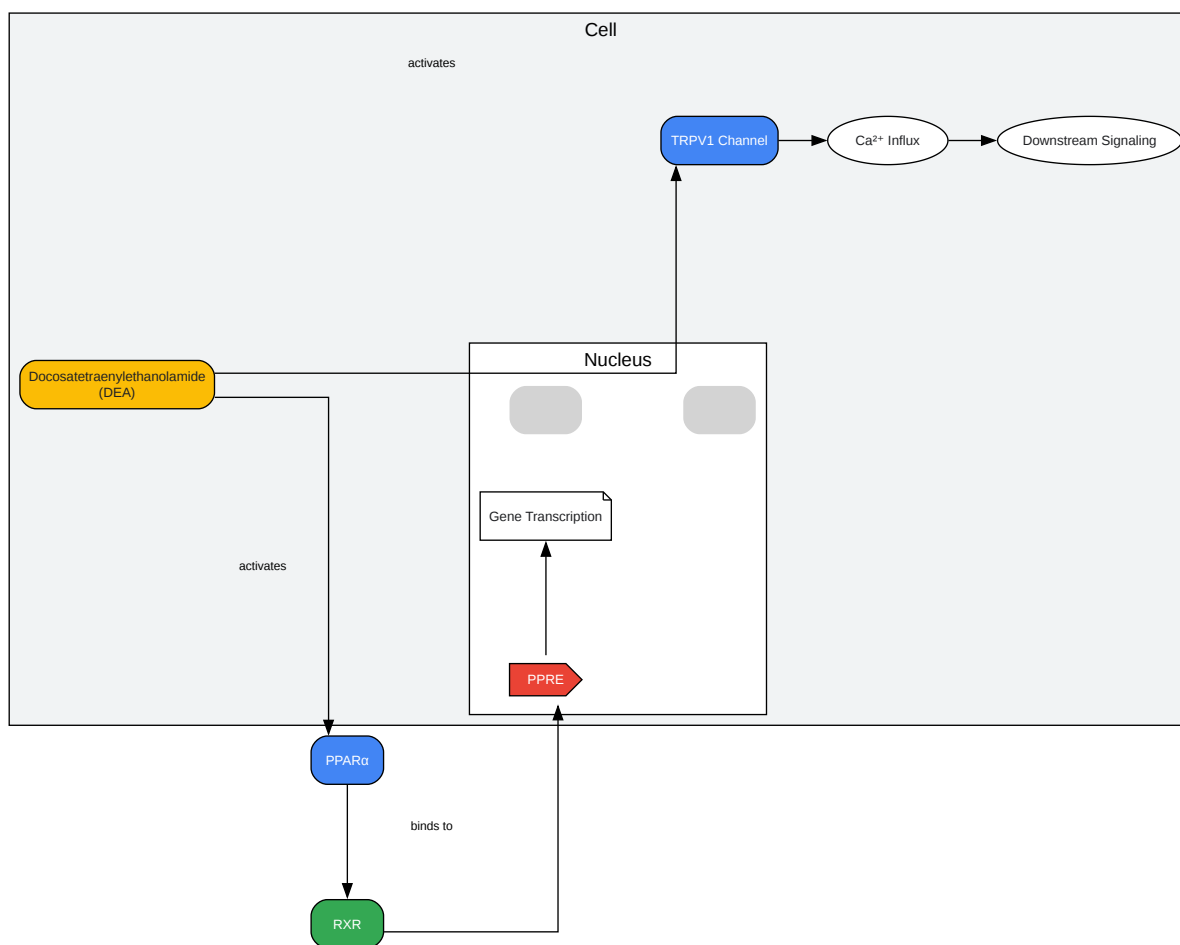 Cell
activates
TRPV1 Channel
Ca²⁺ Influx
Downstream Signaling
Nucleus
Docosatetraenylethanolamide
(DEA)
Gene Transcription
activates
PPRE
PPARα
binds to
RXR